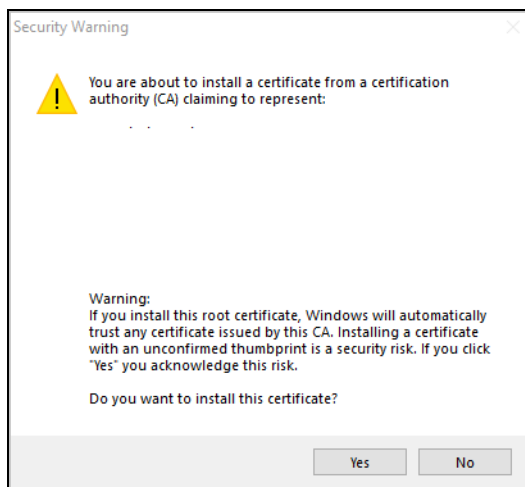 Security Warning
You are about to install a certificate from a certification
authority (CA) claiming to represent:
Warning:
If you install this root certificate, Windows will automatically
trust any certificate issued by this CA. Installing a certificate
with an unconfirmed thumbprint is a security risk. If you click
"Yes" you acknowledge this risk.
Do you want to install this certificate?
Yes
No